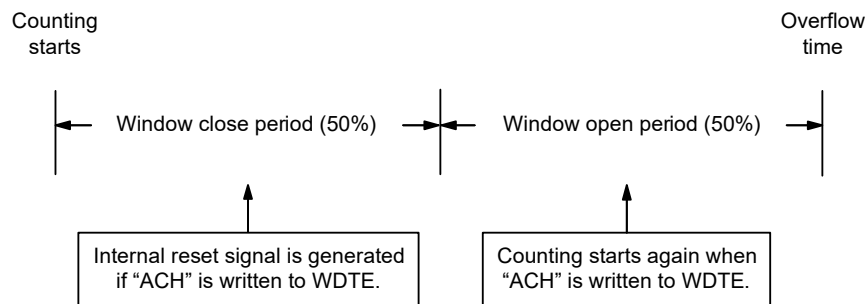 Counting
starts
Overflow
time
Window close period (50%)
Window open period (50%)
Internal reset signal is generated
if “ACH” is written to WDTE.
Counting starts again when
“ACH” is written to WDTE.